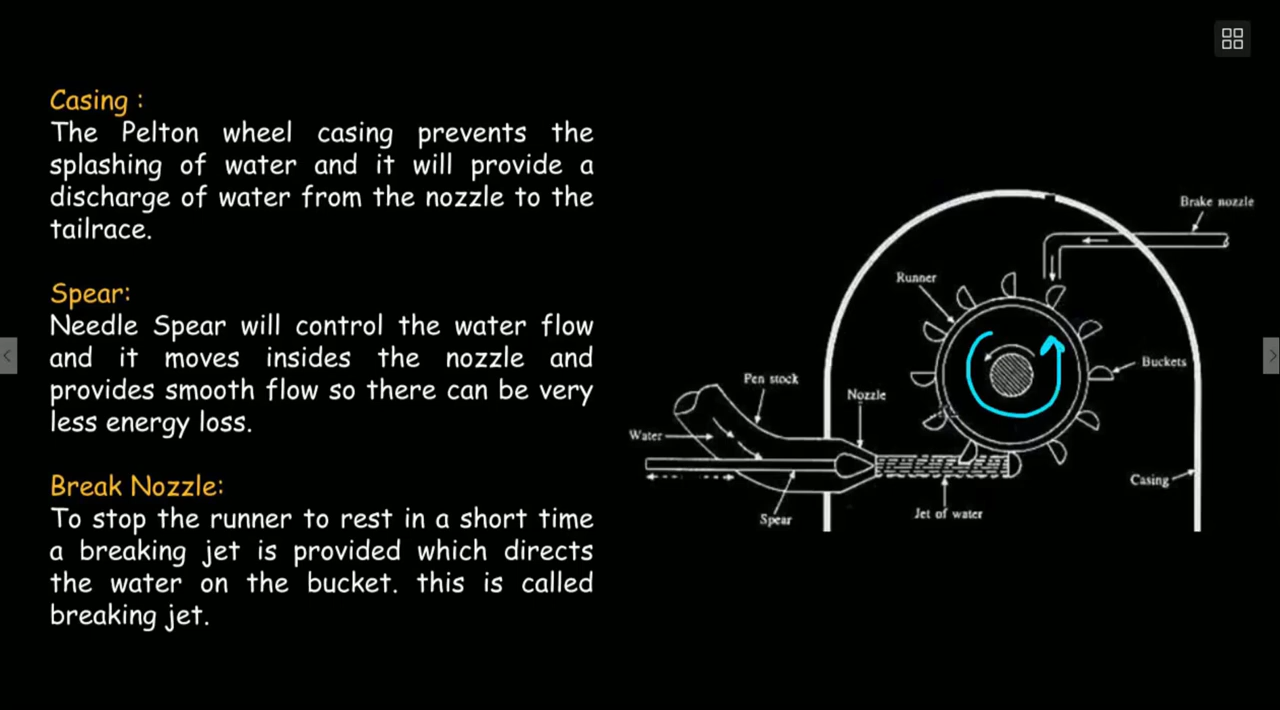 Casing :
The Pelton wheel casing prevents the
splashing of water and it will provide a
discharge of water from the nozzle to the
tailrace.
Spear:
Needle Spear will control the water flow
and it moves insides the nozzle and
provides smooth flow so there can be very
less energy loss.
Break Nozzle:
To stop the runner to rest in a short time
a breaking jet is provided which directs
the water on the bucket. this is called
breaking jet.
Brake nozzle
Runner
Buckets
Pen stock
Nozzle
Water
Casing
Spear
Jet of water